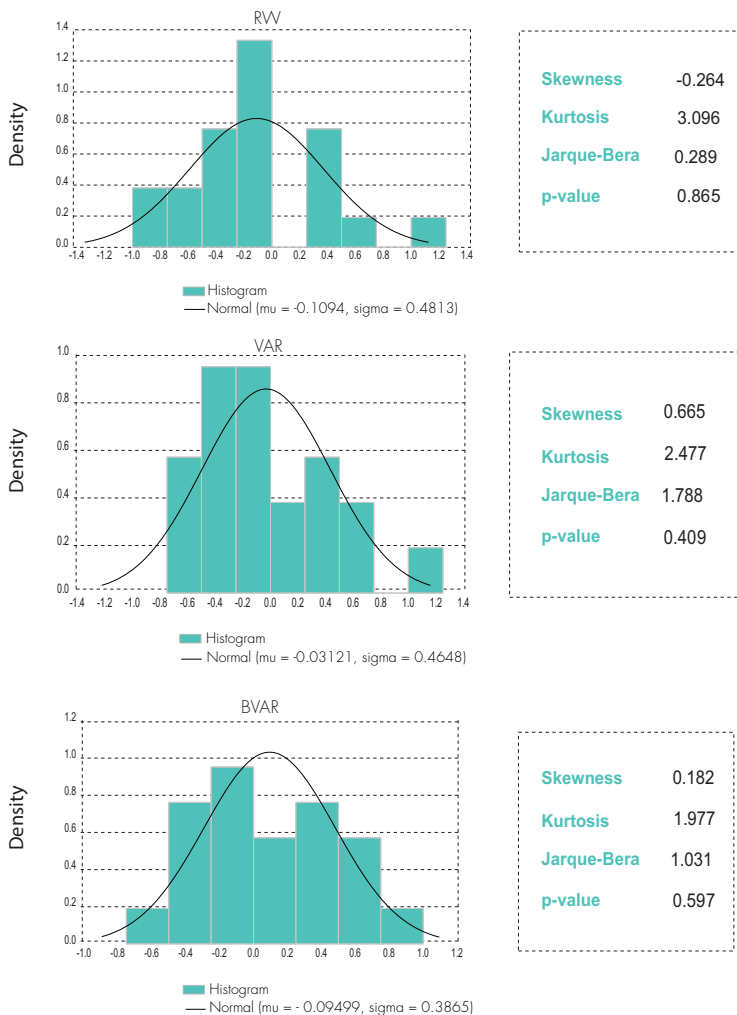 RW
Density
1.4
1.2
1.0
0.8
0.6
0.4
0.2
0.0
-1.4 -1.2 -1.0 -0.8 -0.6 -0.4 -0.2 0.0 0.2 0.4 0.6 0.8 1.0 1.2 1.4
Histogram
Normal (mu = -0.1094, sigma = 0.4813)
Skewness -0.264
Kurtosis 3.096
Jarque-Bera 0.289
p-value 0.865
VAR
Density
1.0
0.8
0.6
0.4
0.2
0.0
-1.4 -1.2 -1.0 -0.8 -0.6 -0.4 -0.2 0.0 0.2 0.4 0.6 0.8 1.0 1.2 1.4
Histogram
Normal (mu = -0.03121, sigma = 0.4648)
Skewness 0.665
Kurtosis 2.477
Jarque-Bera 1.788
p-value 0.409
BVAR
Density
1.2
1.0
0.8
0.6
0.4
0.2
0.0
-1.0 -0.8 -0.6 -0.4 -0.2 0.0 0.2 0.4 0.6 0.8 1.0 1.2
Histogram
Normal (mu = - 0.09499, sigma = 0.3865)
Skewness 0.182
Kurtosis 1.977
Jarque-Bera 1.031
p-value 0.597